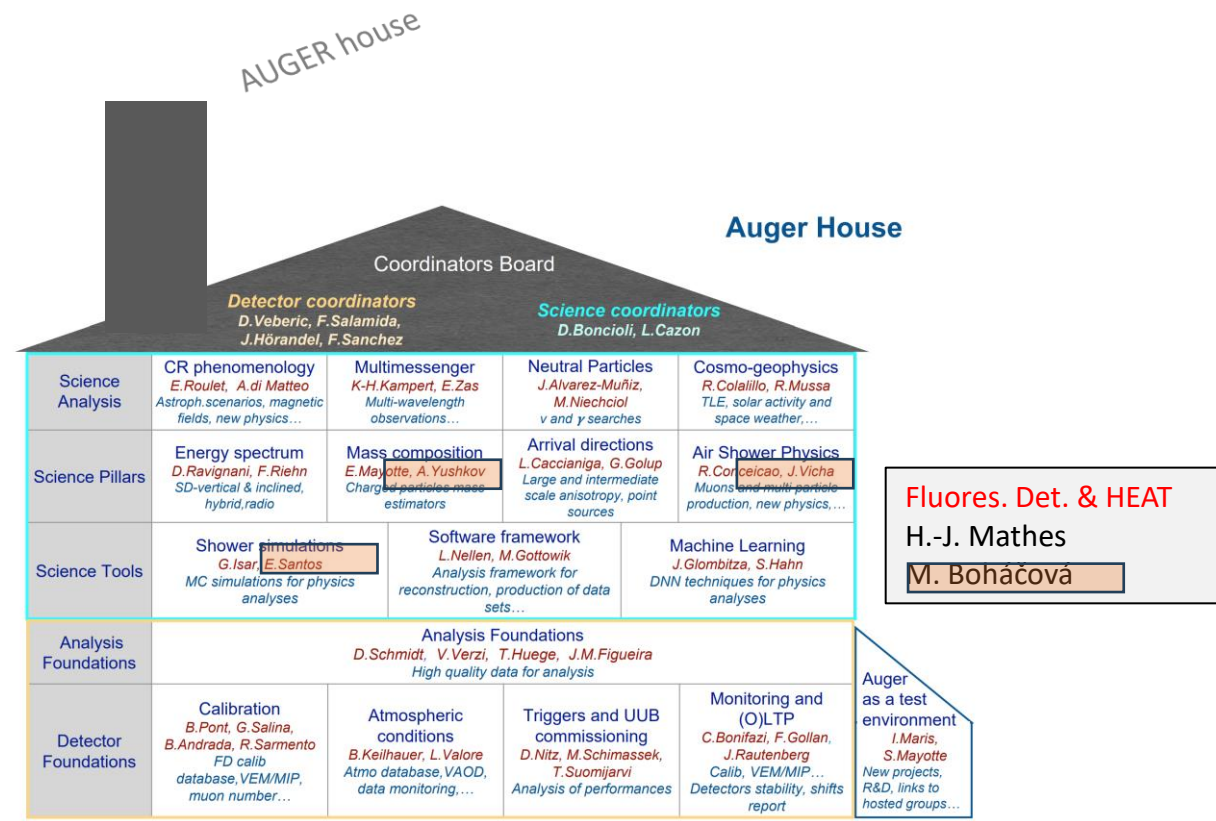 AUGER house
Auger House
Coordinators Board
Detector coordinators
D.Veberic, F.Salamida,
J.Hörandel, F.Sanchez
Science coordinators
D.Boncioli, L.Cazon
Science
Analysis
CR phenomenology
E.Roulet, A.di Matteo
Astroph.scenarios, magnetic
fields, new physics…
Multimessenger
K-H.Kampert, E.Zas
Multi-wavelength
observations…
Neutral Particles
J.Alvarez-Muñiz,
M.Niechciol
ν and γ searches
Cosmo-geophysics
R.Colalillo, R.Mussa
TLE, solar activity and
space weather,…
Science Pillars
Energy spectrum
D.Ravignani, F.Riehn
SD-vertical & inclined,
hybrid,radio
Mass composition
E.Mayotte, A.Yushkov
Charged particles mass
estimators
Arrival directions
L.Caccianiga, G.Golup
Large and intermediate
scale anisotropy, point
sources
Air Shower Physics
R.Conceicao, J.Vicha
Muons and multi particle
production, new physics,…
Science Tools
Shower simulations
G.Isar, E.Santos
MC simulations for physics
analyses
Software framework
L.Nellen, M.Gottowik
Analysis framework for
reconstruction, production of data
sets…
Machine Learning
J.Glombitza, S.Hahn
DNN techniques for physics
analyses
Fluores. Det. & HEAT
H.-J. Mathes
M. Boháčová
Analysis
Foundations
Analysis Foundations
D.Schmidt, V.Verzi, T.Huege, J.M.Figueira
High quality data for analysis
Detector
Foundations
Calibration
B.Pont, G.Salina,
B.Andrada, R.Sarmento
FD calib
database,VEM/MIP,
muon number…
Atmospheric
conditions
B.Keilhauer, L.Valore
Atmo database,VAOD,
data monitoring,…
Triggers and UUB
commissioning
D.Nitz, M.Schimassek,
T.Suomijarvi
Analysis of performances
Monitoring and
(O)LTP
C.Bonifazi, F.Gollan,
J.Rautenberg
Calib, VEM/MIP…
Detectors stability, shifts
report
Auger
as a test
environment
I.Maris,
S.Mayotte
New projects,
R&D, links to
hosted groups…